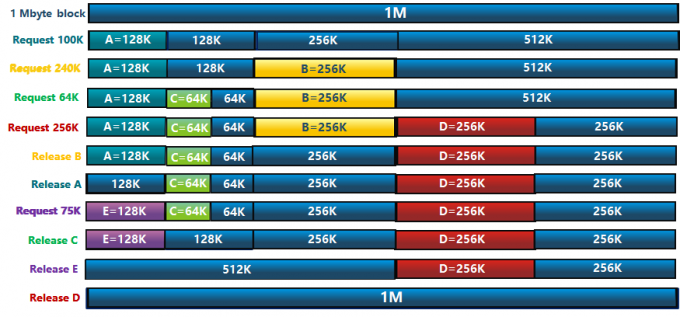 1 Mbyte block 1M
Request 100K A=128K 128K 256K 512K
Request 240K A=128K 128K B=256K 512K
Request 64K A=128K C=64K 64K B=256K 512K
Request 256K A=128K C=64K 64K B=256K D=256K 256K
Release B A=128K C=64K 64K 256K D=256K 256K
Release A 128K C=64K 64K 256K D=256K 256K
Request 75K E=128K C=64K 64K 256K D=256K 256K
Release C E=128K 128K 256K D=256K 256K
Release E 512K D=256K 256K
Release D 1M